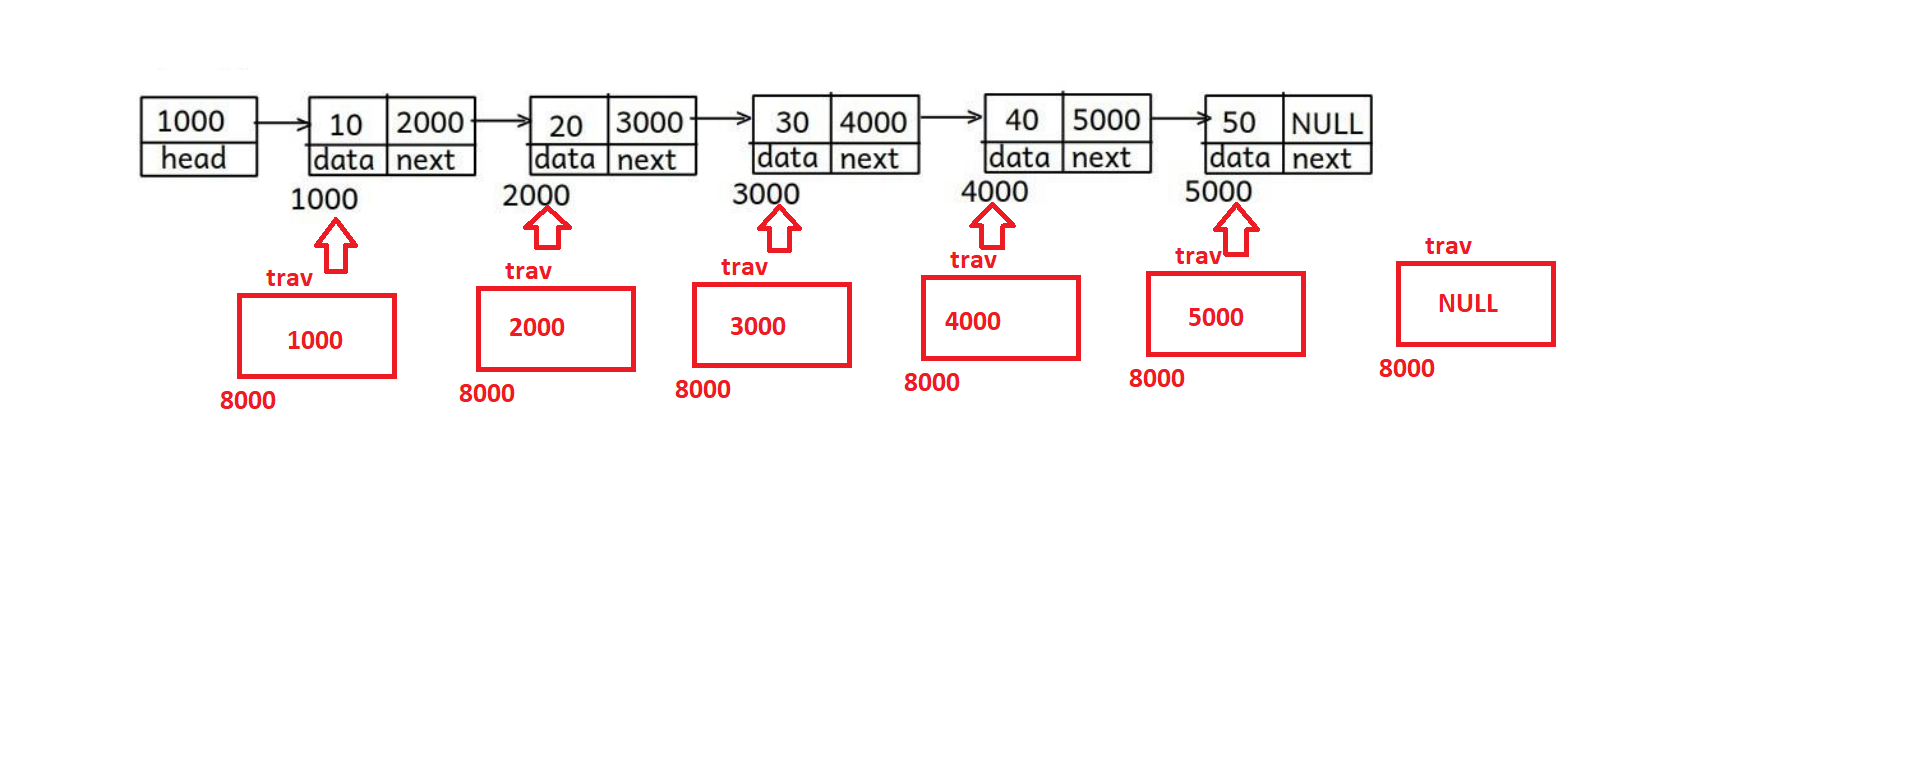 1000 10 2000 20 3000 30 4000 40 5000 50 NULL
head data next data next data next data next data next
1000 2000 3000 4000 5000
trav trav trav trav trav trav
1000 2000 3000 4000 5000 NULL
8000 8000 8000 8000 8000 8000